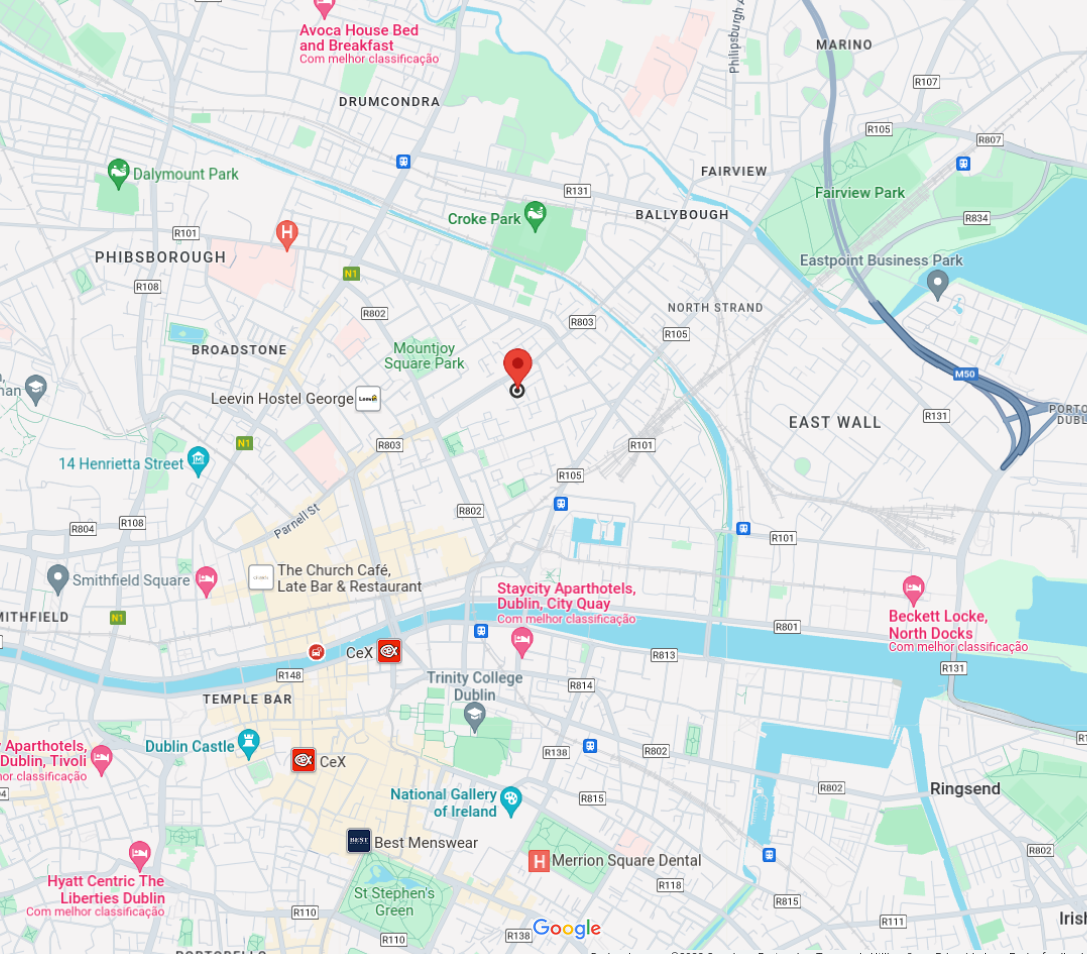 Avoca House Bed
and Breakfast
Com melhor classificação
Philipsburgh A
MARINO
R107
DRUMCONDRA
R105
R807
Dalymount Park
FAIRVIEW
R131
Fairview Park
Croke Park
BALLYBOUGH
R834
R101
H
PHIBSBOROUGH
Eastpoint Business Park
N1
R108
NORTH STRAND
R802
R803
R105
BROADSTONE
Mountjoy
Square Park
M50
Leevin Hostel George
R131
PORTO
DUBL
EAST WALL
N1
R803
R101
14 Henrietta Street
R105
R802
Parnell St
R804
R108
R101
The Church Café,
Late Bar & Restaurant
Smithfield Square
Staycity Aparthotels,
Dublin, City Quay
Com melhor classificação
MITHFIELD
N1
Beckett Locke,
North Docks
Com melhor classificação
R801
CeX
R813
R148
R131
Trinity College
Dublin
R814
TEMPLE BAR
Dublin Castle
y Aparthotels,
Dublin, Tivoli
hor classificação
R138
R802
CeX
R802
Ringsend
National Gallery
of Ireland
R815
BEST
Best Menswear
H
Merrion Square Dental
R802
Hyatt Centric The
Liberties Dublin
Com melhor classificação
St Stephen's
Green
R118
R815
R110
R111
Irish
Google
R110
R138